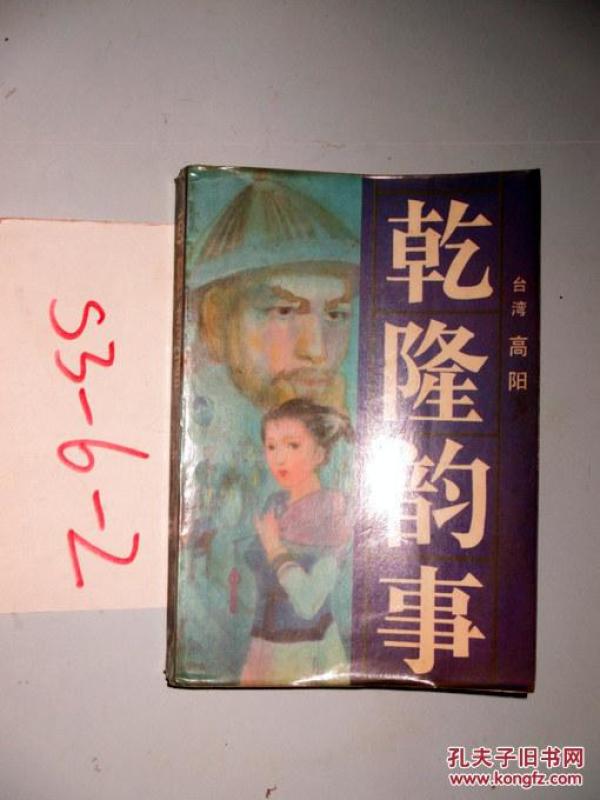 乾隆韵事
台湾 高阳
S3-6-2
孔夫子旧书网
www.kongfz.com